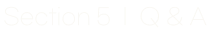 Section 5 | Q & A